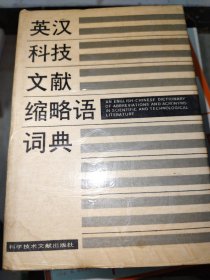 英汉
科技
文献
缩略语
AN ENGLISH-CHINESE DICTIONARY
OF ABBREVIATIONS AND ACRONYMS
IN SCIENTIFIC AND TECHNOLOGICAL
LITERATURE
词典
科学技术文献出版社